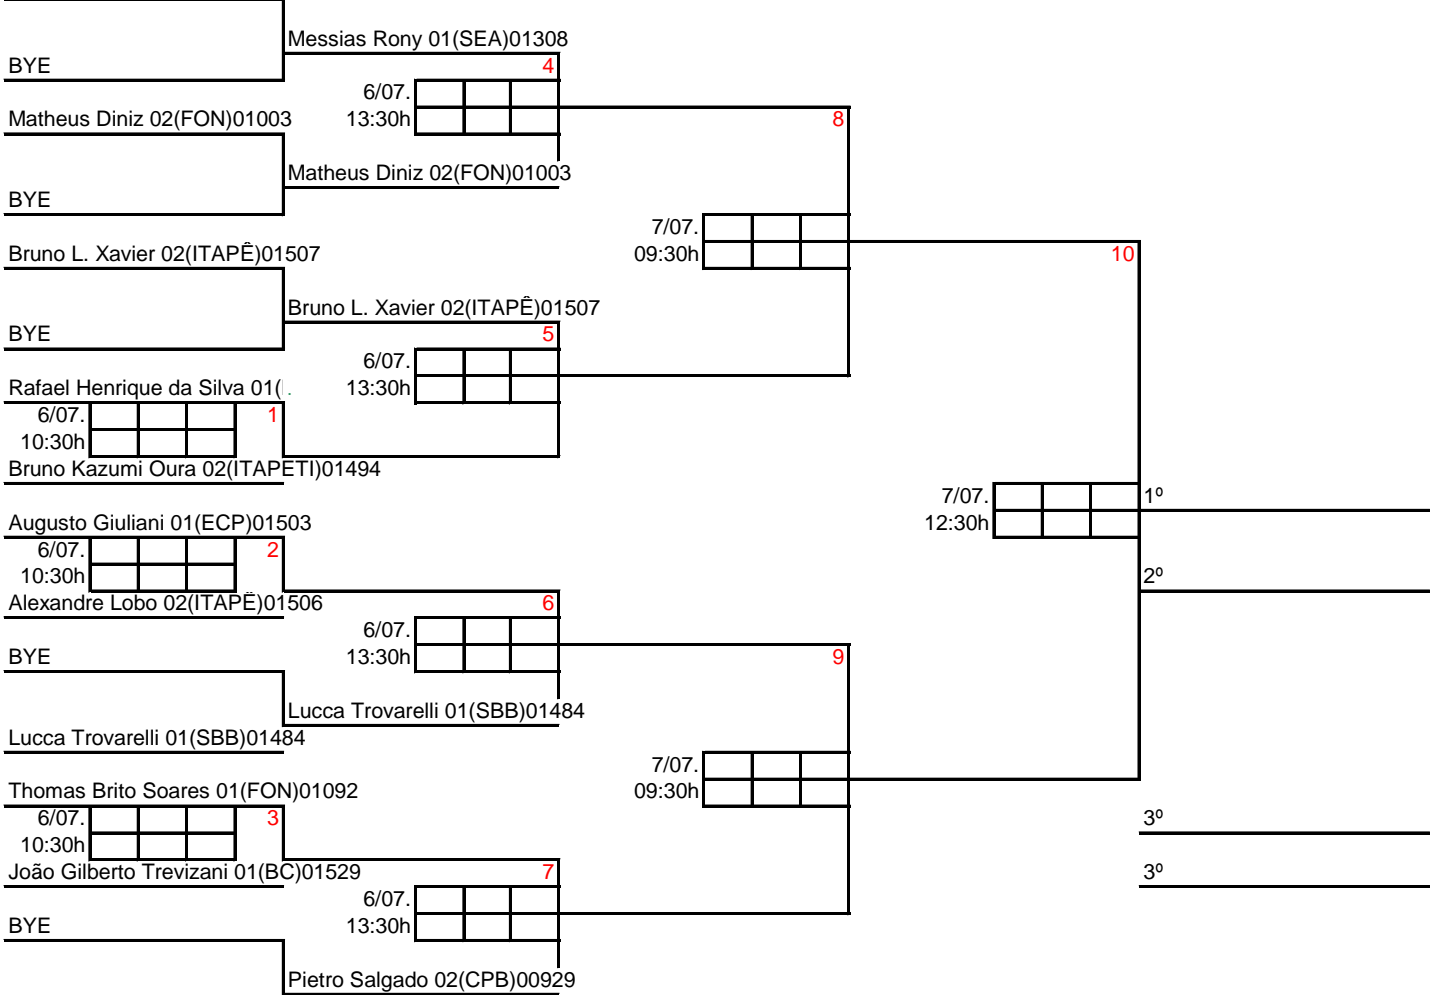 Messias Rony 01(SEA)01308
BYE
4
6/07.
13:30h
Matheus Diniz 02(FON)01003
8
Matheus Diniz 02(FON)01003
BYE
7/07.
09:30h
Bruno L. Xavier 02(ITAPÊ)01507
10
Bruno L. Xavier 02(ITAPÊ)01507
BYE
5
6/07.
13:30h
Rafael Henrique da Silva 01(
6/07.
10:30h
1
Bruno Kazumi Oura 02(ITAPETI)01494
7/07.
12:30h
1º
Augusto Giuliani 01(ECP)01503
6/07.
10:30h
2
2º
Alexandre Lobo 02(ITAPÊ)01506
6
6/07.
13:30h
BYE
9
Lucca Trovarelli 01(SBB)01484
Lucca Trovarelli 01(SBB)01484
7/07.
09:30h
Thomas Brito Soares 01(FON)01092
6/07.
10:30h
3
3º
João Gilberto Trevizani 01(BC)01529
7
3º
6/07.
13:30h
BYE
Pietro Salgado 02(CPB)00929